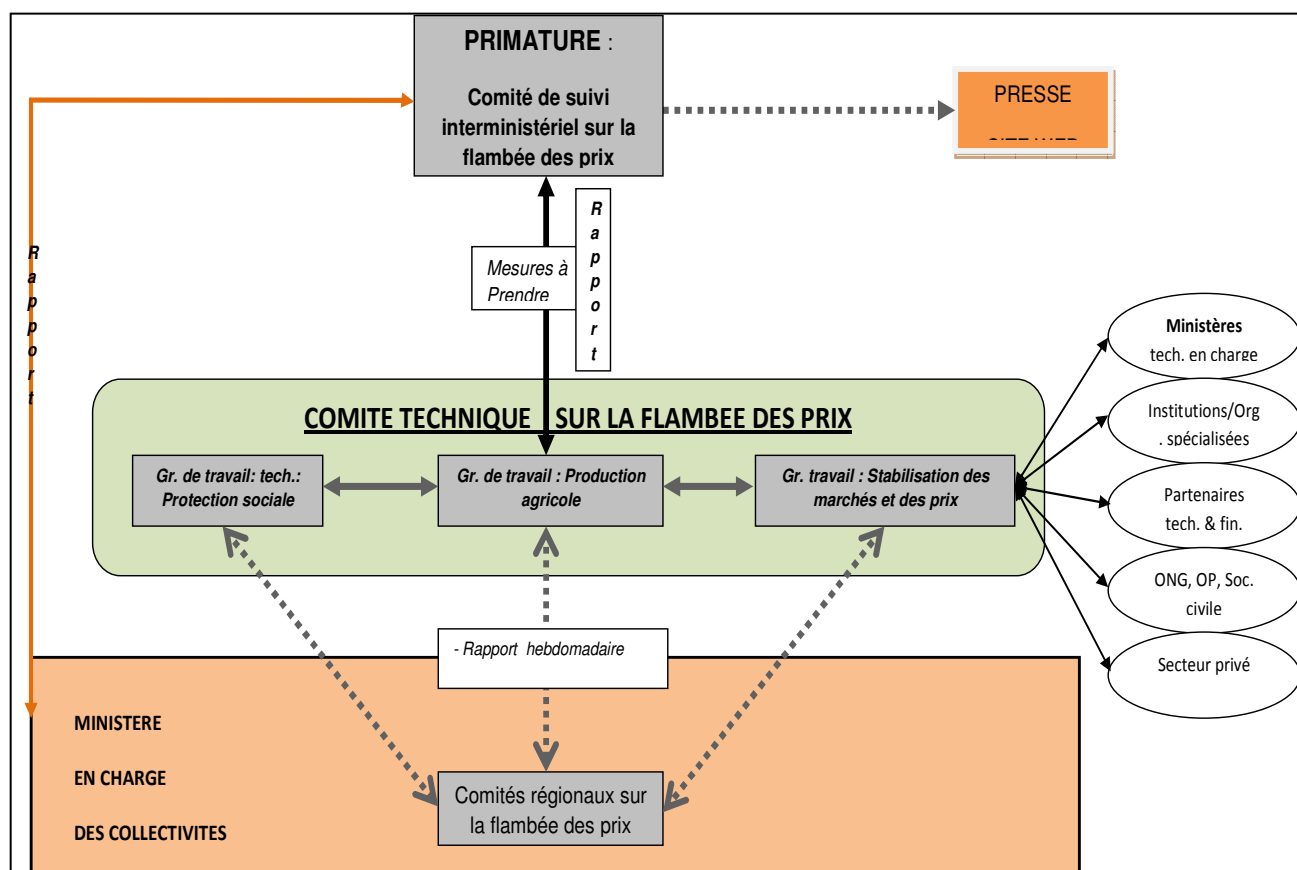 PRIMATURE :
Comité de suivi
interministériel sur la
flambée des prix
PRESSE
Rapport
Mesures à
Prendre
Rapport
COMITE TECHNIQUE SUR LA FLAMBEE DES PRIX
Gr. de travail: tech.:
Protection sociale
Gr. de travail : Production
agricole
Gr. travail : Stabilisation des
marchés et des prix
Ministères
tech. en charge
Institutions/Org
. spécialisées
Partenaires
tech. & fin.
ONG, OP, Soc.
civile
Secteur privé
- Rapport hebdomadaire
MINISTERE
EN CHARGE
DES COLLECTIVITES
Comités régionaux sur
la flambée des prix